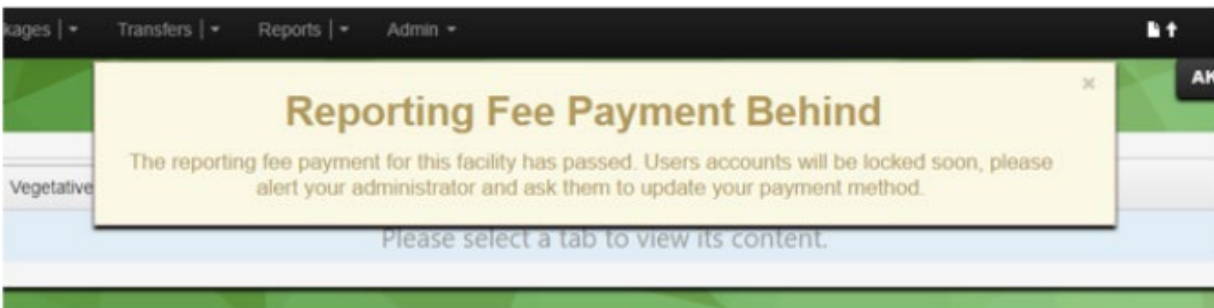 Transfers | Reports | Admin
AK
Reporting Fee Payment Behind
The reporting fee payment for this facility has passed. Users accounts will be locked soon, please
alert your administrator and ask them to update your payment method.
Vegetative
Please select a tab to view its content.